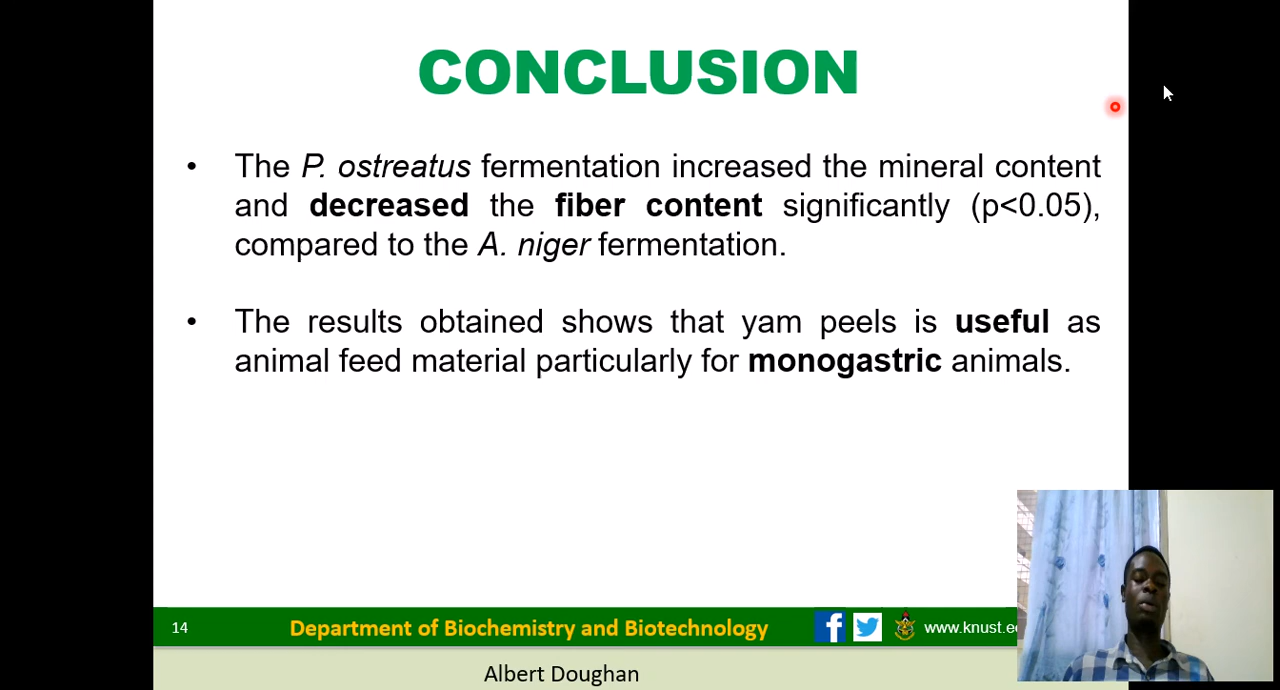 CONCLUSION
• The P. ostreatus fermentation increased the mineral content
and decreased the fiber content significantly (p<0.05),
compared to the A. niger fermentation.
• The results obtained shows that yam peels is useful as
animal feed material particularly for monogastric animals.
14 Department of Biochemistry and Biotechnology www.knust.e
Albert Doughan